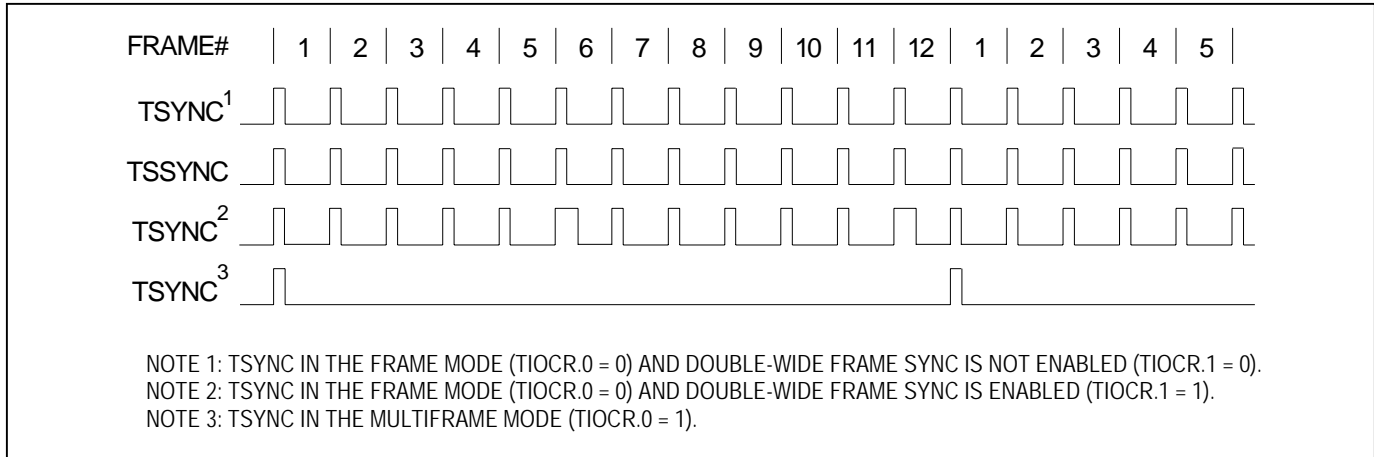 FRAME# 1 2 3 4 5 6 7 8 9 10 11 12 1 2 3 4 5
TSYNC1
TSSYNC
TSYNC2
TSYNC3
NOTE 1: TSYNC IN THE FRAME MODE (TIOCR.0 = 0) AND DOUBLE-WIDE FRAME SYNC IS NOT ENABLED (TIOCR.1 = 0).
NOTE 2: TSYNC IN THE FRAME MODE (TIOCR.0 = 0) AND DOUBLE-WIDE FRAME SYNC IS ENABLED (TIOCR.1 = 1).
NOTE 3: TSYNC IN THE MULTIFRAME MODE (TIOCR.0 = 1).